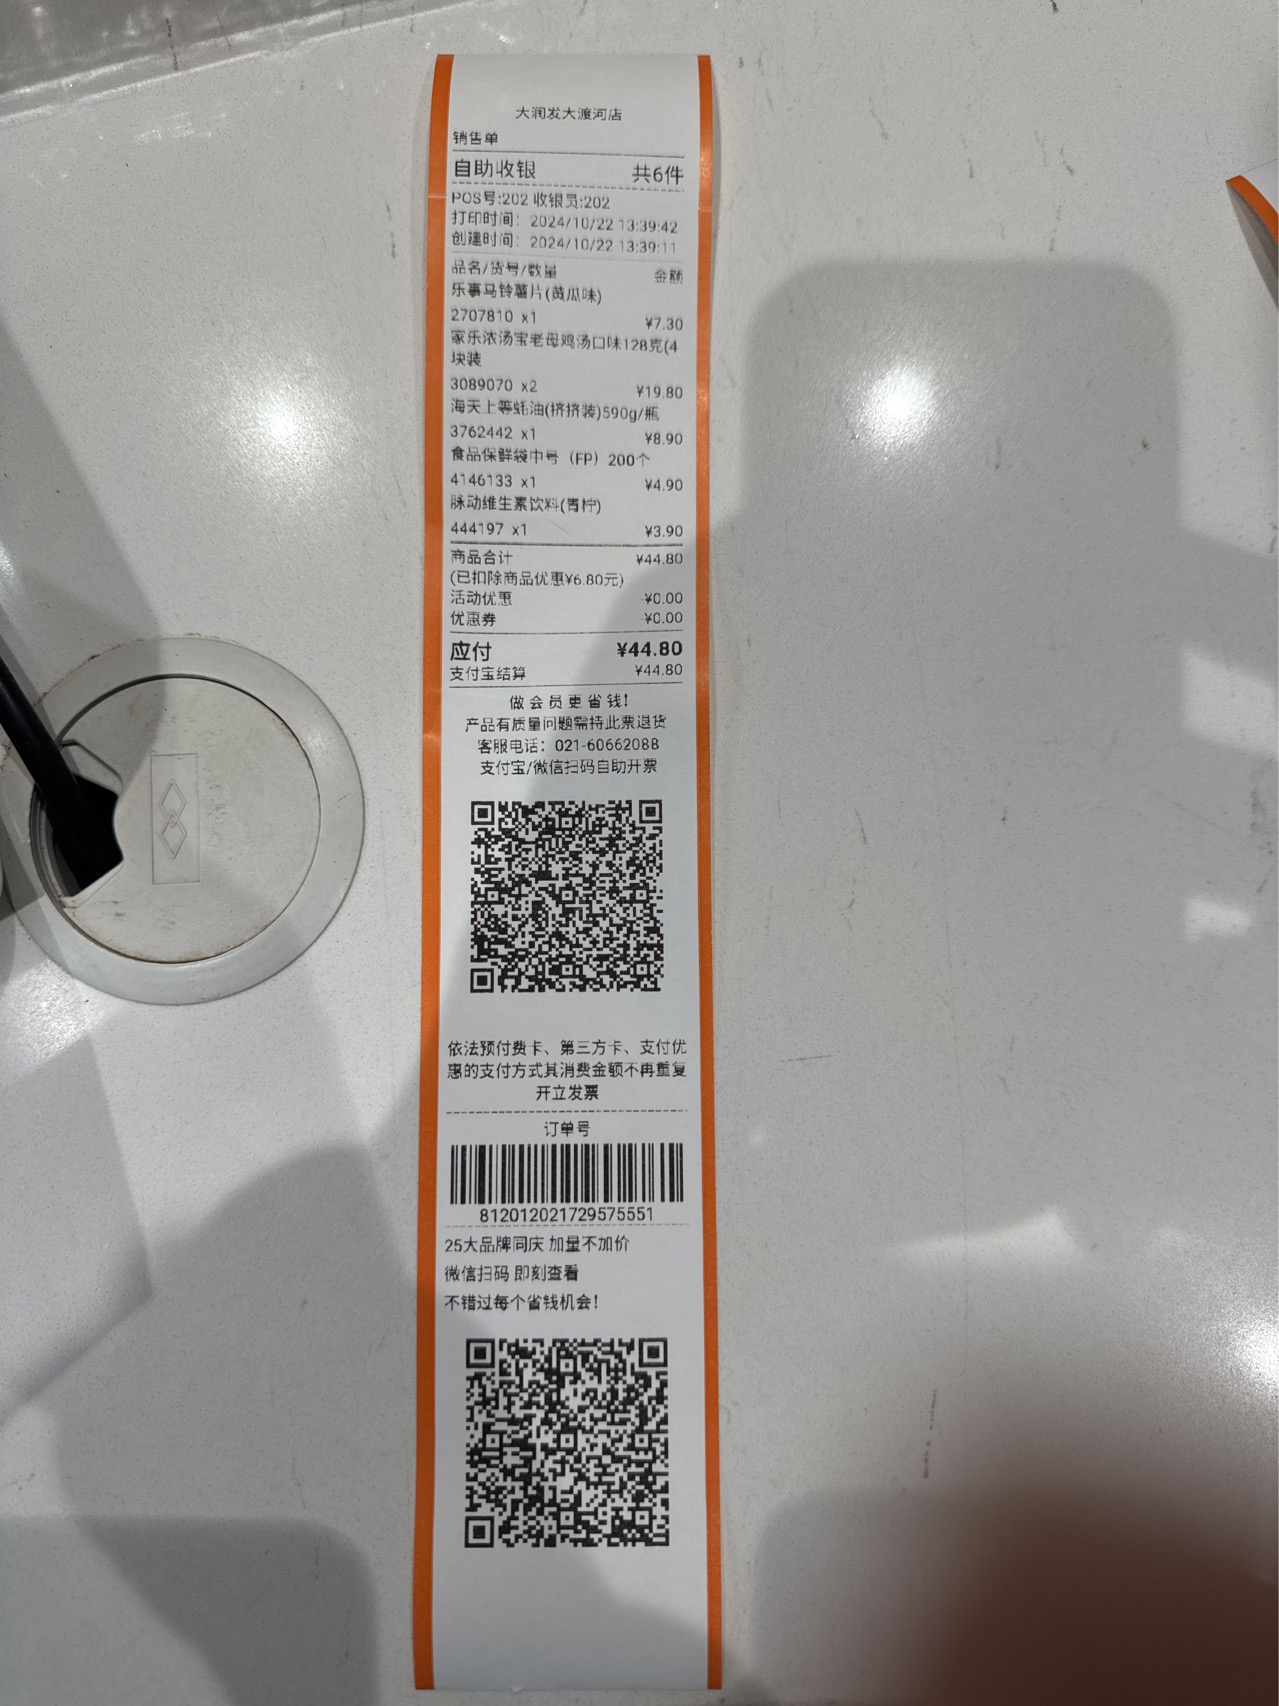 大润发大渡河店
销售单
自助收银 共6件
POS号:202 收银员:202
打印时间: 2024/10/22 13:39:42
创建时间: 2024/10/22 13:39:11
品名/货号/数量 金额
乐事马铃薯片(黄瓜味)
2707810 x1 ¥7.30
家乐浓汤宝老母鸡汤口味128克(4
块装
3089070 x2 ¥19.80
海天上等蚝油(挤挤装)590g/瓶
3762442 x1 ¥8.90
食品保鲜袋中号（FP）200个
4146133 x1 ¥4.90
脉动维生素饮料(青柠)
444197 x1 ¥3.90
商品合计 ¥44.80
(已扣除商品优惠¥6.80元)
活动优惠 -¥0.00
优惠券 -¥0.00
应付 ¥44.80
支付宝结算 ¥44.80
做会员更省钱!
产品有质量问题需持此票退货
客服电话：021-60662088
支付宝/微信扫码自助开票
依法预付费卡、第三方卡、支付优
惠的支付方式其消费金额不再重复
开立发票
订单号
812012021729575551
25大品牌同庆 加量不加价
微信扫码 即刻查看
不错过每个省钱机会!